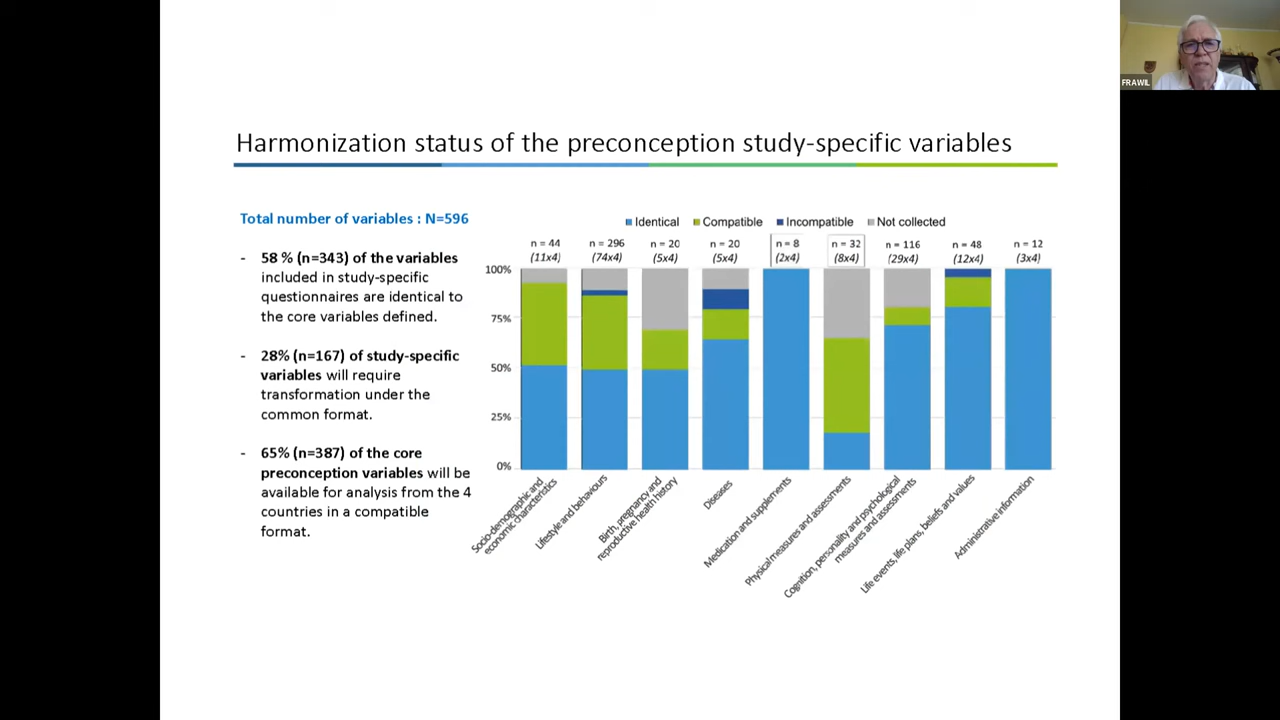 FRAWIL
Harmonization status of the preconception study-specific variables
Total number of variables : N=596
- 58 % (n=343) of the variables
included in study-specific
questionnaires are identical to
the core variables defined.
- 28% (n=167) of study-specific
variables will require
transformation under the
common format.
- 65% (n=387) of the core
preconception variables will be
available for analysis from the 4
countries in a compatible
format.
Identical Compatible Incompatible Not collected
n = 44 n = 296 n = 20 n = 20 n = 8 n = 32 n = 116 n = 48 n = 12
(11x4) (74x4) (5x4) (5x4) (2x4) (8x4) (29x4) (12x4) (3x4)
100%
75%
50%
25%
0%
Socio-demographic and
economic characteristics
Lifestyle and behaviours
Birth, pregnancy and
reproductive health history
Diseases
Medication and supplements
Physical measures and assessments
Cognition, personality and psychological
measures and assessments
Life events, life plans, beliefs and values
Administrative information